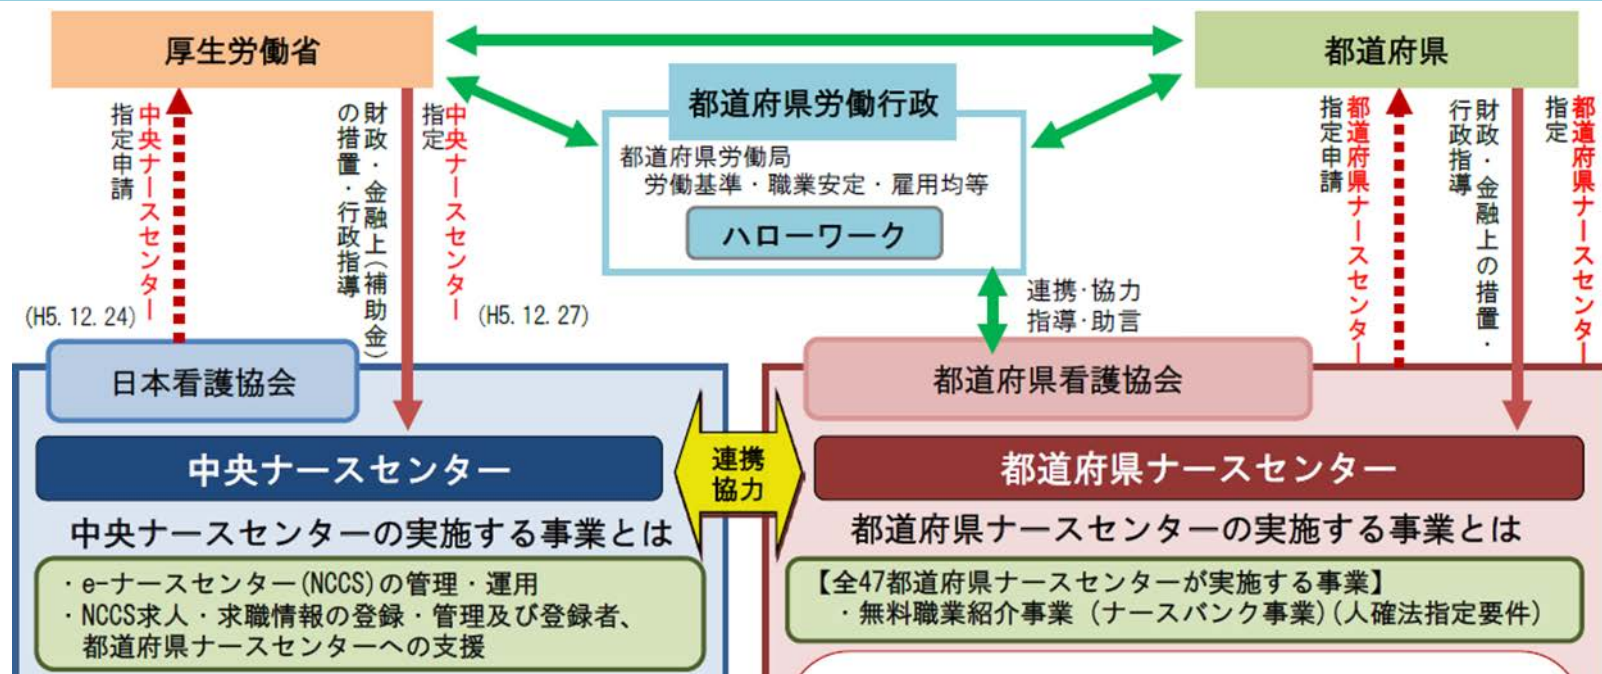 厚生労働省
都道府県
都道府県労働行政
都道府県労働局
労働基準・職業安定・雇用均等
ハローワーク
中央ナースセンター
指定申請
(H5.12.24)
財政・金融上(補助金)
の措置・行政指導
中央ナースセンター
指定
(H5.12.27)
連携・協力
指導・助言
都道府県ナースセンター
指定申請
財政・金融上の措置・
行政指導
都道府県ナースセンター
指定
日本看護協会
都道府県看護協会
中央ナースセンター
連携
協力
都道府県ナースセンター
中央ナースセンターの実施する事業とは
・e-ナースセンター(NCCS)の管理・運用
・NCCS求人・求職情報の登録・管理及び登録者、
都道府県ナースセンターへの支援
都道府県ナースセンターの実施する事業とは
【全47都道府県ナースセンターが実施する事業】
・無料職業紹介事業（ナースバンク事業）(人確法指定要件)